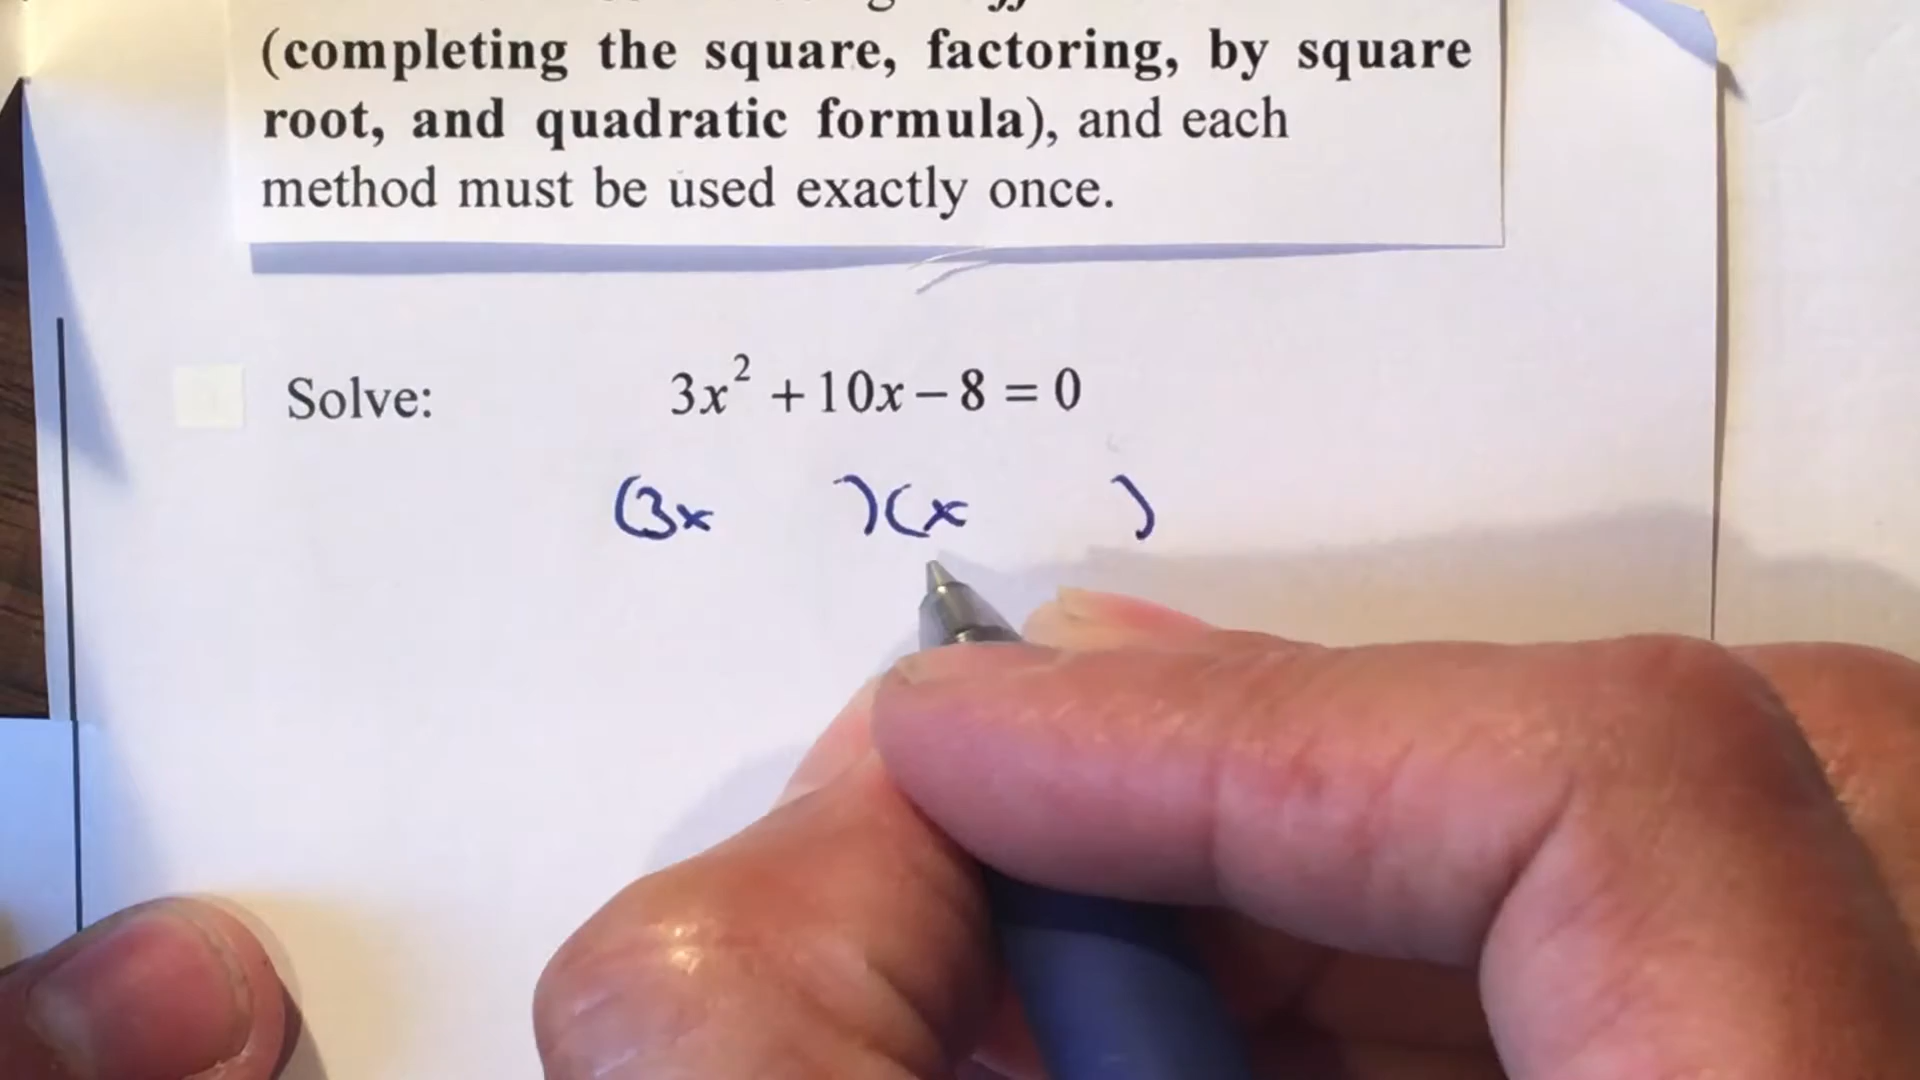 (completing the square, factoring, by square
root, and quadratic formula), and each
method must be used exactly once.
Solve: 3x² + 10x − 8 = 0
(3x )(x )